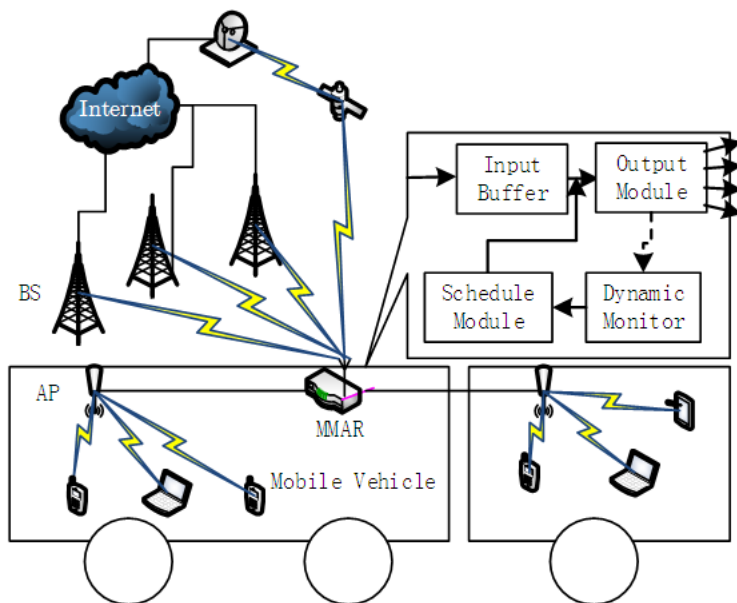 Internet
Input
Buffer
Output
Module
BS
Schedule
Module
Dynamic
Monitor
AP
MMAR
Mobile Vehicle